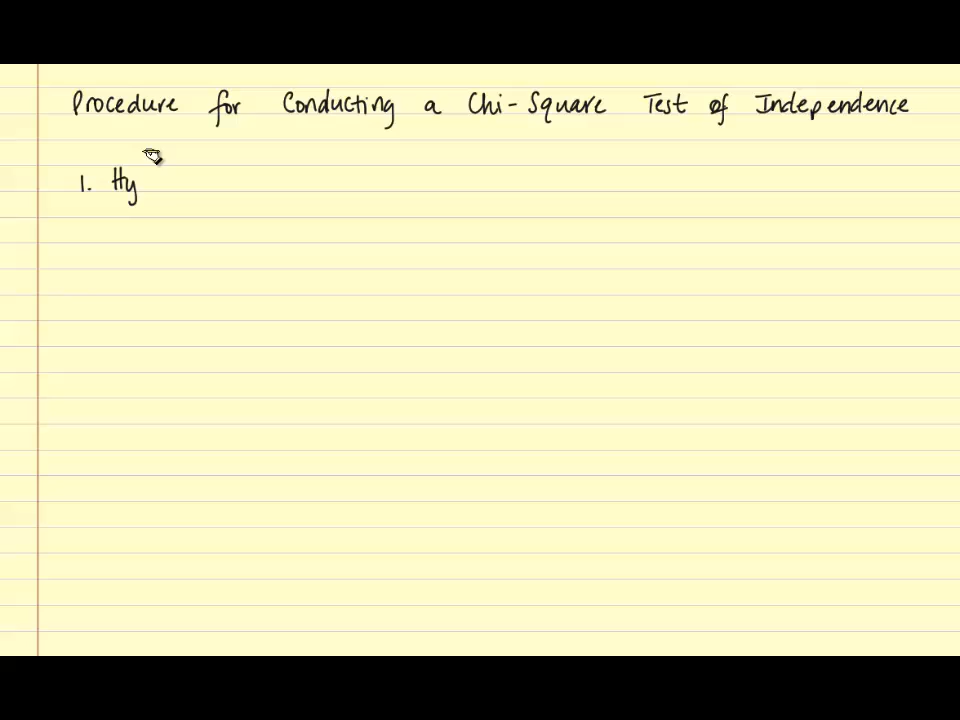 Procedure for Conducting a Chi-Square Test of Independence
1. Hy